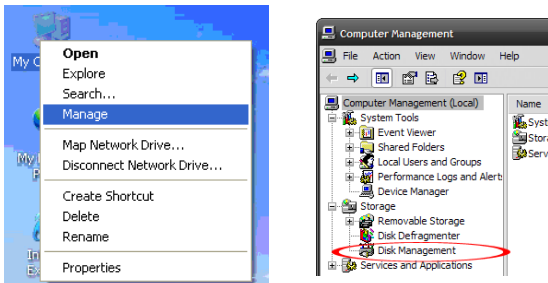 My C
Open
Explore
Search...
Manage
Map Network Drive...
Disconnect Network Drive...
Create Shortcut
Delete
Rename
Properties
My
P
In
Ex
Computer Management
File Action View Window Help
Computer Management (Local)
System Tools
Event Viewer
Shared Folders
Local Users and Groups
Performance Logs and Alert
Device Manager
Storage
Removable Storage
Disk Defragmenter
Disk Management
Services and Applications
Name
Syst
Stora
Serv